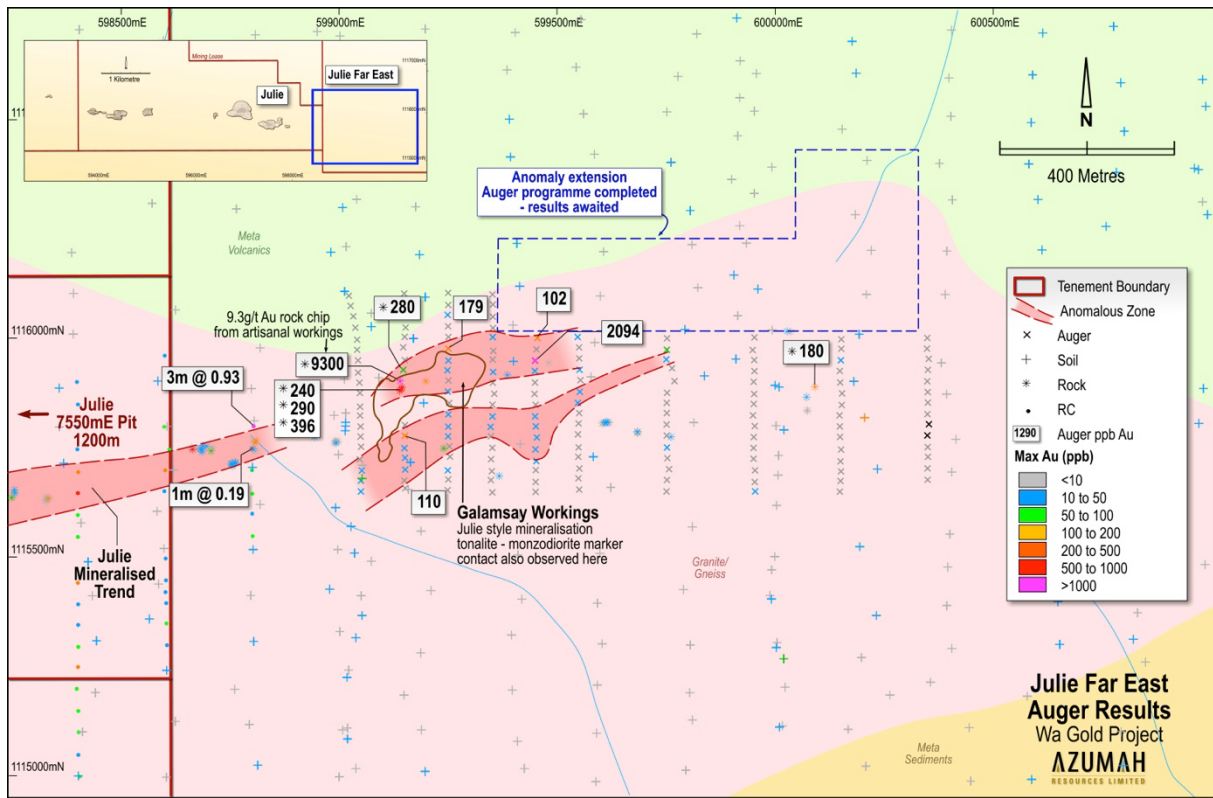 598500mE
599000mE
599500mE
600000mE
600500mE
Mining Lease
1 Kilometre
Julie Far East
Julie
1117000mN
1116000mN
594000mE
596000mE
598000mE
N
400 Metres
Anomaly extension
Auger programme completed
- results awaited
Meta
Volcanics
1116000mN
9.3g/t Au rock chip
from artisanal workings
280
179
102
2094
9300
240
290
396
180
3m @ 0.93
Julie
7550mE Pit
1200m
1m @ 0.19
110
Galamsay Workings
Julie style mineralisation
tonalite - monzodiorite marker
contact also observed here
Julie
Mineralised
Trend
1115500mN
Granite/
Gneiss
Tenement Boundary
Anomalous Zone
Auger
Soil
Rock
RC
1290 Auger ppb Au
Max Au (ppb)
<10
10 to 50
50 to 100
100 to 200
200 to 500
500 to 1000
>1000
Meta
Sediments
1115000mN
Julie Far East
Auger Results
Wa Gold Project
AZUMAH
RESOURCES LIMITED